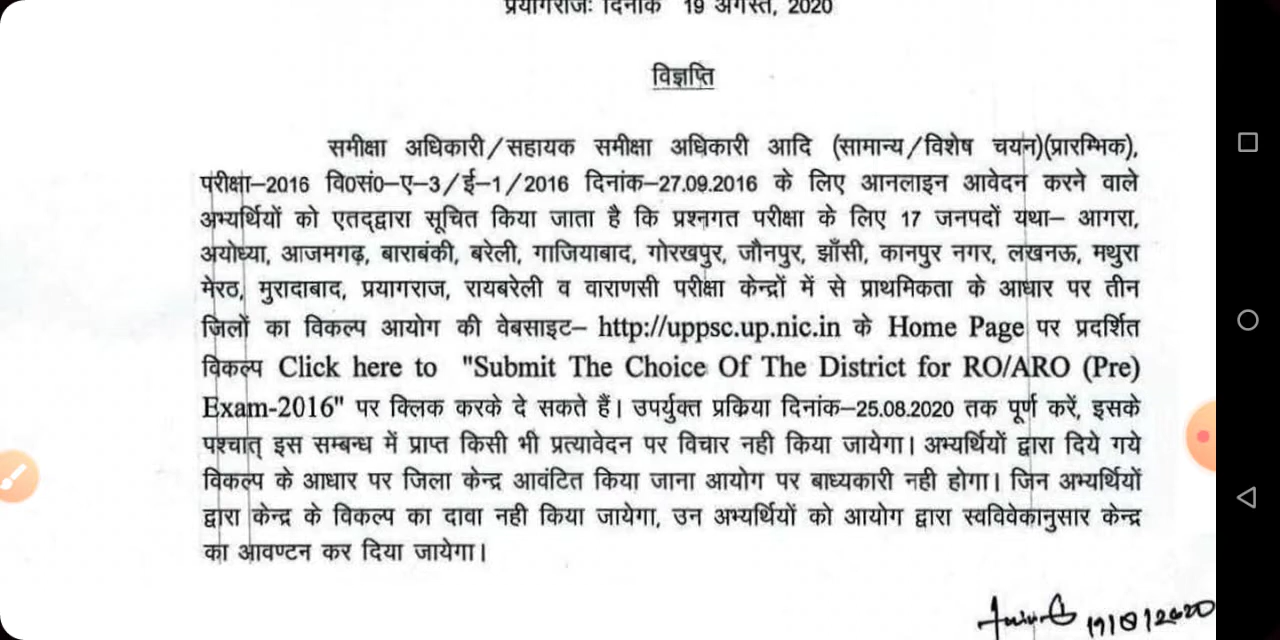 प्रयागराजः दिनांक 19 अगस्त, 2020
विज्ञप्ति
समीक्षा अधिकारी/सहायक समीक्षा अधिकारी आदि (सामान्य/विशेष चयन)(प्रारम्भिक),
परीक्षा–2016 वि0सं0–ए–3/ई–1/2016 दिनांक–27.09.2016 के लिए आनलाइन आवेदन करने वाले
अभ्यर्थियों को एतद्द्वारा सूचित किया जाता है कि प्रश्नगत परीक्षा के लिए 17 जनपदों यथा– आगरा,
अयोध्या, आजमगढ़, बाराबंकी, बरेली, गाजियाबाद, गोरखपुर, जौनपुर, झाँसी, कानपुर नगर, लखनऊ, मथुरा
मेरठ, मुरादाबाद, प्रयागराज, रायबरेली व वाराणसी परीक्षा केन्द्रों में से प्राथमिकता के आधार पर तीन
जिलों का विकल्प आयोग की वेबसाइट– http://uppsc.up.nic.in के Home Page पर प्रदर्शित
विकल्प Click here to "Submit The Choice Of The District for RO/ARO (Pre)
Exam-2016" पर क्लिक करके दे सकते हैं। उपर्युक्त प्रकिया दिनांक–25.08.2020 तक पूर्ण करें, इसके
पश्चात् इस सम्बन्ध में प्राप्त किसी भी प्रत्यावेदन पर विचार नही किया जायेगा। अभ्यर्थियों द्वारा दिये गये
विकल्प के आधार पर जिला केन्द्र आवंटित किया जाना आयोग पर बाध्यकारी नही होगा। जिन अभ्यर्थियों
द्वारा केन्द्र के विकल्प का दावा नही किया जायेगा, उन अभ्यर्थियों को आयोग द्वारा स्वविवेकानुसार केन्द्र
का आवण्टन कर दिया जायेगा।
19/8/2020